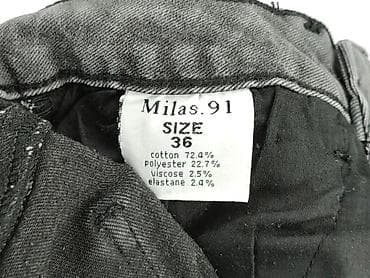 Milas.91
SIZE
36
cotton 72.4%
polyester 22.7%
viscose 2.5%
elastane 2.4%